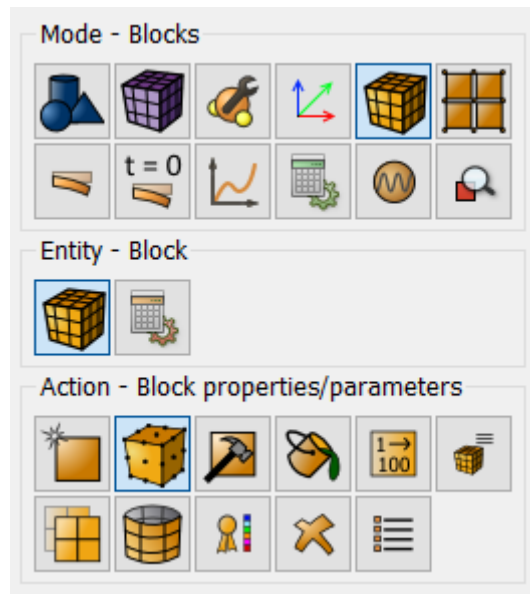 Mode - Blocks
t = 0
Entity - Block
Action - Block properties/parameters
1→
100